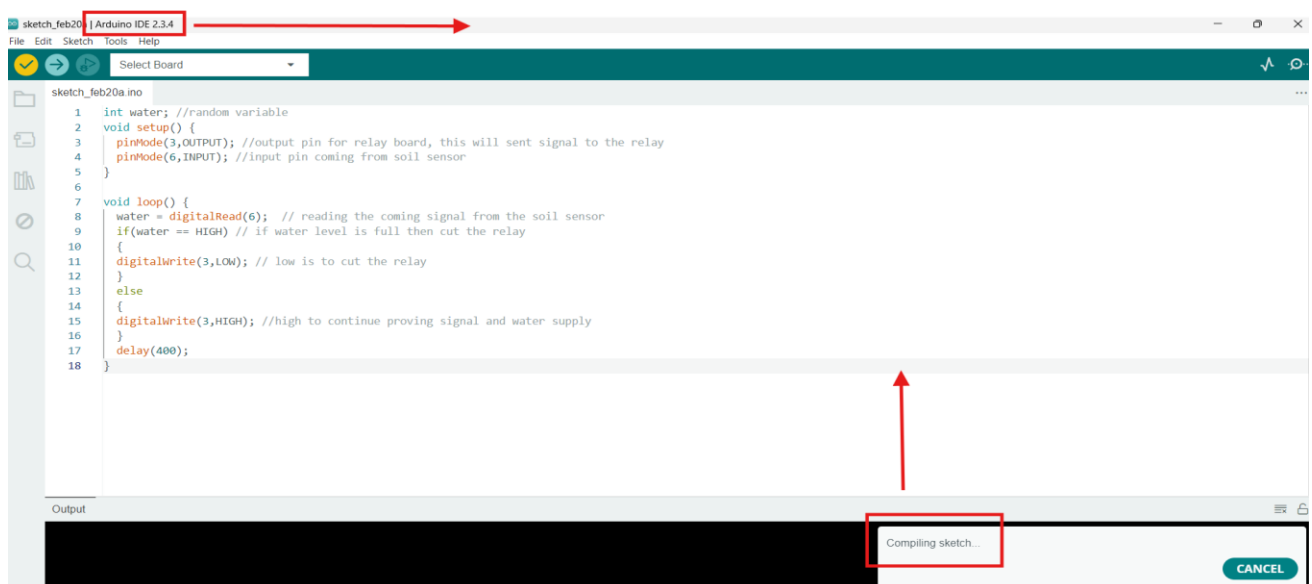 sketch_feb20a | Arduino IDE 2.3.4
File Edit Sketch Tools Help
Select Board
sketch_feb20a.ino
...
1 int water; //random variable
2 void setup() {
3 pinMode(3,OUTPUT); //output pin for relay board, this will sent signal to the relay
4 pinMode(6,INPUT); //input pin coming from soil sensor
5 }
6
7 void loop() {
8 water = digitalRead(6); // reading the coming signal from the soil sensor
9 if(water == HIGH) // if water level is full then cut the relay
10 {
11 digitalWrite(3,LOW); // low is to cut the relay
12 }
13 else
14 {
15 digitalWrite(3,HIGH); //high to continue proving signal and water supply
16 }
17 delay(400);
18 }
Output
Compiling sketch...
CANCEL